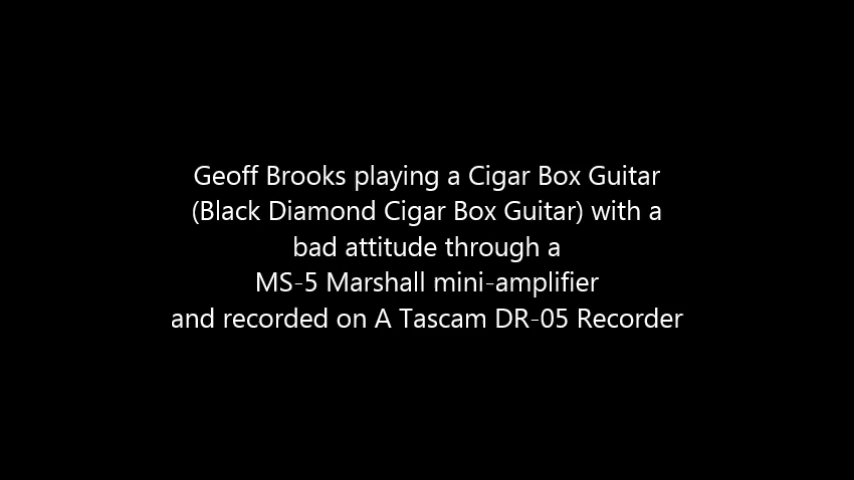 Geoff Brooks playing a Cigar Box Guitar
(Black Diamond Cigar Box Guitar) with a
bad attitude through a
MS-5 Marshall mini-amplifier
and recorded on A Tascam DR-05 Recorder